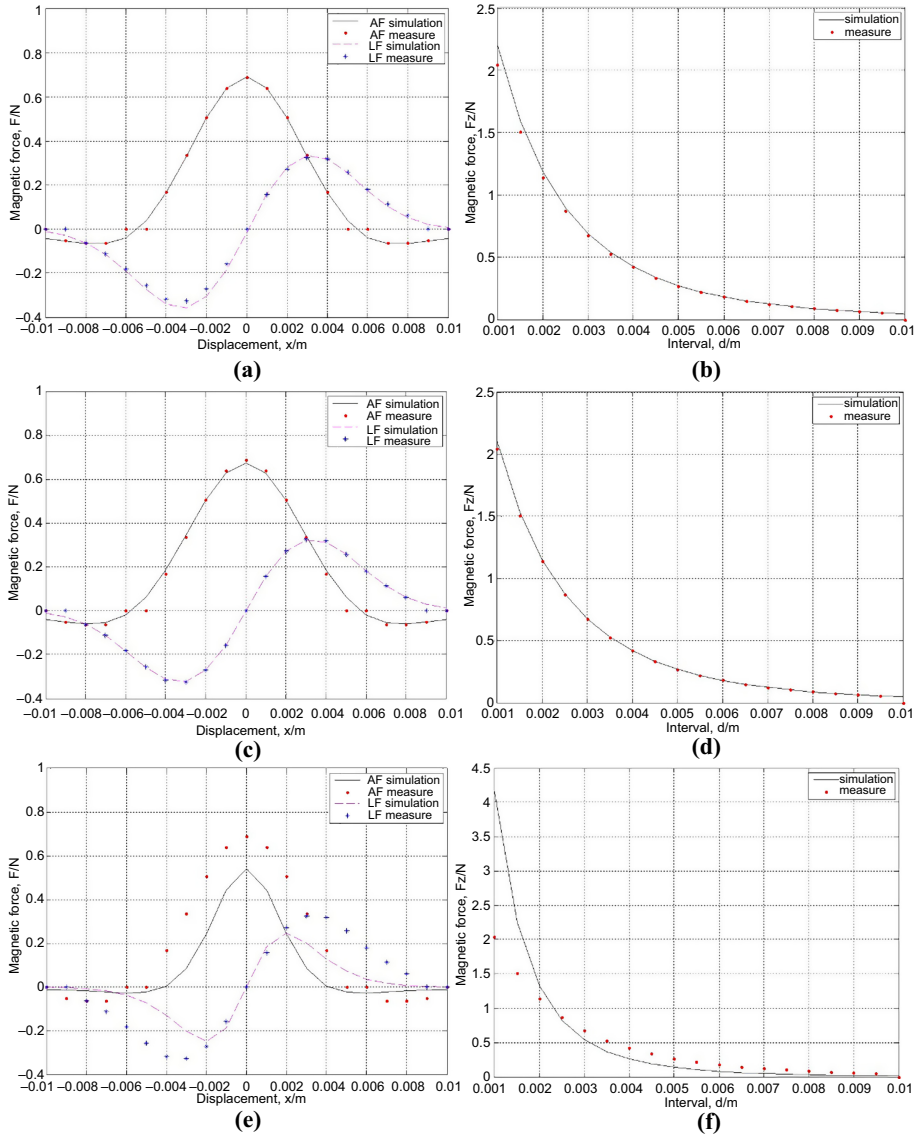 1
0.8
0.6
0.4
0.2
0
−0.2
−0.4
Magnetic force, F/N
AF simulation
AF measure
LF simulation
LF measure
−0.01 −0.008 −0.006 −0.004 −0.002 0 0.002 0.004 0.006 0.008 0.01
Displacement, x/m
(a)
2.5
2
1.5
1
0.5
0
Magnetic force, Fz/N
simulation
measure
0.001 0.002 0.003 0.004 0.005 0.006 0.007 0.008 0.009 0.01
Interval, d/m
(b)
1
0.8
0.6
0.4
0.2
0
−0.2
−0.4
Magnetic force, F/N
AF simulation
AF measure
LF simulation
LF measure
−0.01 −0.008 −0.006 −0.004 −0.002 0 0.002 0.004 0.006 0.008 0.01
Displacement, x/m
(c)
2.5
2
1.5
1
0.5
0
Magnetic force, Fz/N
simulation
measure
0.001 0.002 0.003 0.004 0.005 0.006 0.007 0.008 0.009 0.01
Interval, d/m
(d)
1
0.8
0.6
0.4
0.2
0
−0.2
−0.4
Magnetic force, F/N
AF simulation
AF measure
LF simulation
LF measure
−0.01 −0.008 −0.006 −0.004 −0.002 0 0.002 0.004 0.006 0.008 0.01
Displacement, x/m
(e)
4.5
4
3.5
3
2.5
2
1.5
1
0.5
0
Magnetic force, Fz/N
simulation
measure
0.001 0.002 0.003 0.004 0.005 0.006 0.007 0.008 0.009 0.01
Interval, d/m
(f)